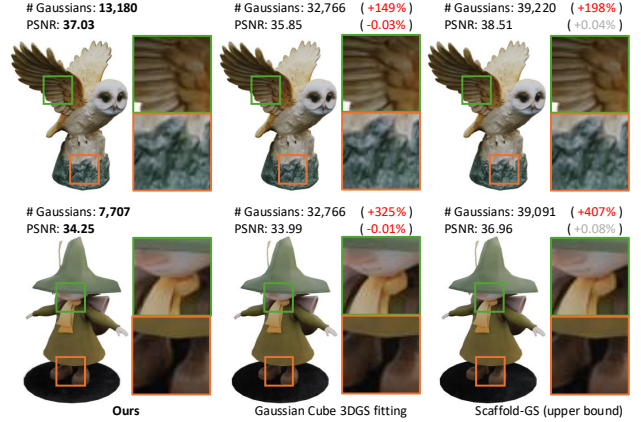 # Gaussians: 13,180 # Gaussians: 32,766 (+149%) # Gaussians: 39,220 (+198%)
PSNR: 37.03 PSNR: 35.85 (-0.03%) PSNR: 38.51 (+0.04%)
# Gaussians: 7,707 # Gaussians: 32,766 (+325%) # Gaussians: 39,091 (+407%)
PSNR: 34.25 PSNR: 33.99 (-0.01%) PSNR: 36.96 (+0.08%)
Ours Gaussian Cube 3DGS fitting Scaffold-GS (upper bound)